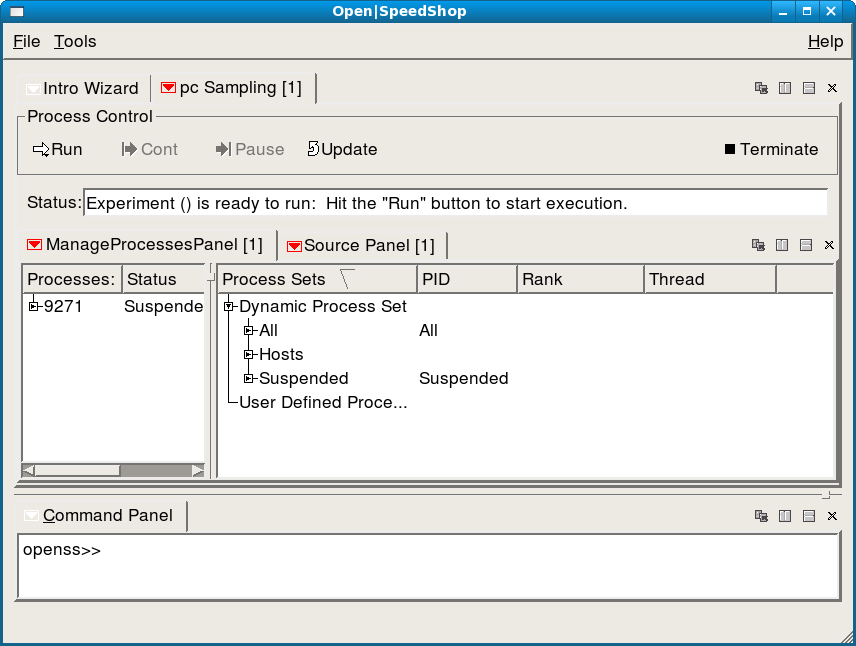 Open|SpeedShop
File Tools Help
Intro Wizard pc Sampling [1]
Process Control
Run Cont Pause Update Terminate
Status: Experiment () is ready to run: Hit the "Run" button to start execution.
ManageProcessesPanel [1] Source Panel [1]
Processes: Status Process Sets PID Rank Thread
9271 Suspende Dynamic Process Set
All All
Hosts
Suspended Suspended
User Defined Proce...
Command Panel
openss>>